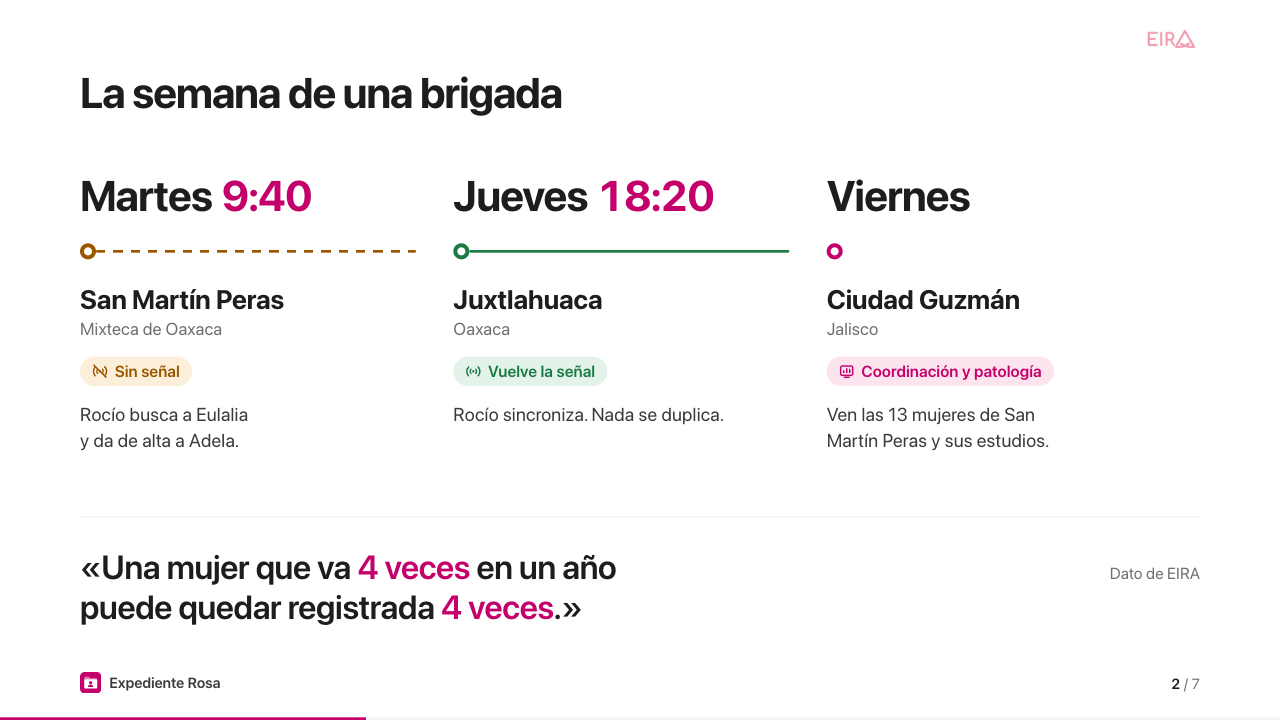 EIRA
La semana de una brigada
Martes 9:40
Jueves 18:20
Viernes
San Martín Peras
Mixteca de Oaxaca
Sin señal
Rocío busca a Eulalia
y da de alta a Adela.
Juxtlahuaca
Oaxaca
Vuelve la señal
Rocío sincroniza. Nada se duplica.
Ciudad Guzmán
Jalisco
Coordinación y patología
Ven las 13 mujeres de San
Martín Peras y sus estudios.
«Una mujer que va 4 veces en un año
puede quedar registrada 4 veces.»
Dato de EIRA
Expediente Rosa
2 / 7